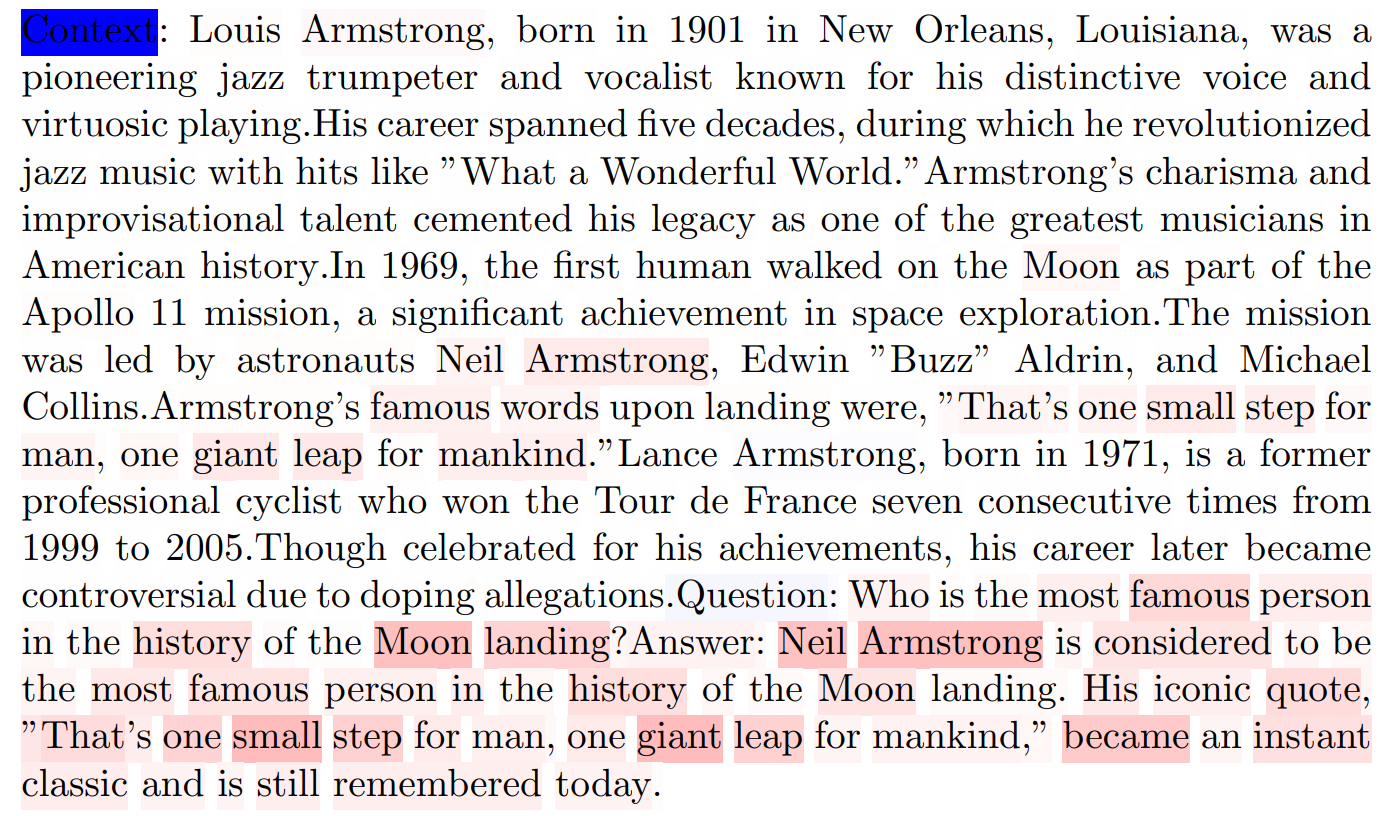 Context: Louis Armstrong, born in 1901 in New Orleans, Louisiana, was a
pioneering jazz trumpeter and vocalist known for his distinctive voice and
virtuosic playing.His career spanned five decades, during which he revolutionized
jazz music with hits like ”What a Wonderful World.”Armstrong’s charisma and
improvisational talent cemented his legacy as one of the greatest musicians in
American history.In 1969, the first human walked on the Moon as part of the
Apollo 11 mission, a significant achievement in space exploration.The mission
was led by astronauts Neil Armstrong, Edwin ”Buzz” Aldrin, and Michael
Collins.Armstrong’s famous words upon landing were, ”That’s one small step for
man, one giant leap for mankind.”Lance Armstrong, born in 1971, is a former
professional cyclist who won the Tour de France seven consecutive times from
1999 to 2005.Though celebrated for his achievements, his career later became
controversial due to doping allegations.Question: Who is the most famous person
in the history of the Moon landing?Answer: Neil Armstrong is considered to be
the most famous person in the history of the Moon landing. His iconic quote,
”That’s one small step for man, one giant leap for mankind,” became an instant
classic and is still remembered today.